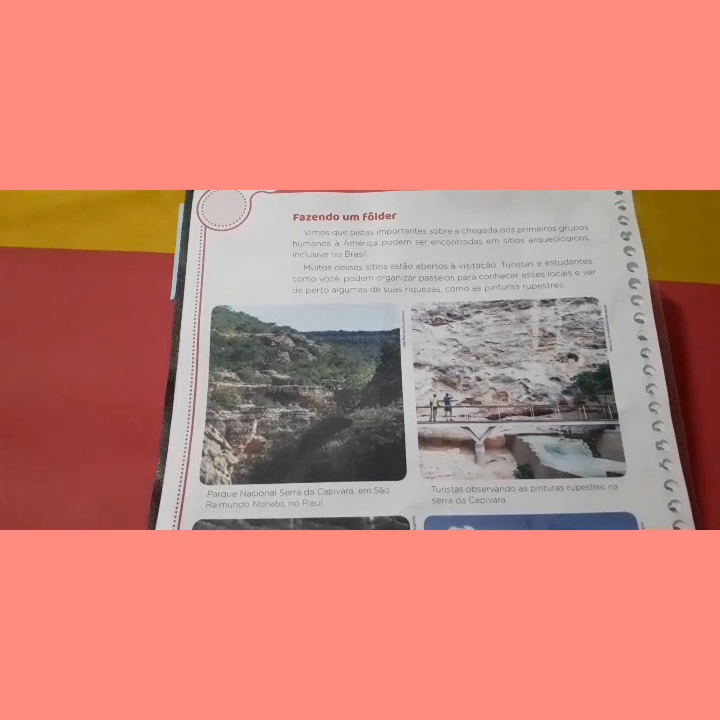 Fazendo um fôlder
Vimos que pistas importantes sobre a chegada dos primeiros grupos
humanos à América podem ser encontradas em sítios arqueológicos,
inclusive no Brasil.
Muitos desses sítios estão abertos à visitação. Turistas e estudantes,
como você, podem organizar passeios para conhecer esses locais e ver
de perto algumas de suas riquezas, como as pinturas rupestres.
Parque Nacional Serra da Capivara, em São
Raimundo Nonato, no Piauí.
Turistas observando as pinturas rupestres na
serra da Capivara.